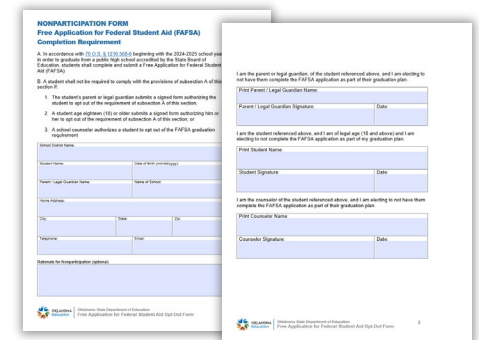 NONPARTICIPATION FORM
Free Application for Federal Student Aid (FAFSA)
Completion Requirement
A. In accordance with 70 O.S. § 1210.508-6 beginning with the 2024-2025 school year
in order to graduate from a public high school accredited by the State Board of
Education, students shall complete and submit a Free Application for Federal Student
Aid (FAFSA).
B. A student shall not be required to comply with the provisions of subsection A of this
section if:
1. The student's parent or legal guardian submits a signed form authorizing the
student to opt out of the requirement of subsection A of this section;
2. A student age eighteen (18) or older submits a signed form authorizing him or
her to opt out of the requirement of subsection A of this section; or
3. A school counselor authorizes a student to opt out of the FAFSA graduation
requirement
School District Name:
Student Name:
Date of Birth (mm/dd/yyyy):
Parent / Legal Guardian Name:
Name of School:
Home Address:
City:
State:
Zip:
Telephone:
Email:
Rationale for Nonparticipation (optional):
OKLAHOMA
Education
Oklahoma State Department of Education
Free Application for Federal Student Aid Opt-Out Form
I am the parent or legal guardian, of the student referenced above, and I am electing to
not have them complete the FAFSA application as part of their graduation plan.
Print Parent / Legal Guardian Name:
Parent / Legal Guardian Signature
Date:
I am the student referenced above, and I am of legal age (18 and above) and I am
electing to not complete the FAFSA application as part of my graduation plan.
Print Student Name:
Student Signature:
Date:
I am the counselor of the student referenced above, and I am electing to not have them
complete the FAFSA application as part of their graduation plan.
Print Counselor Name:
Counselor Signature:
Date:
OKLAHOMA
Education
Oklahoma State Department of Education
Free Application for Federal Student Aid Opt-Out Form
2